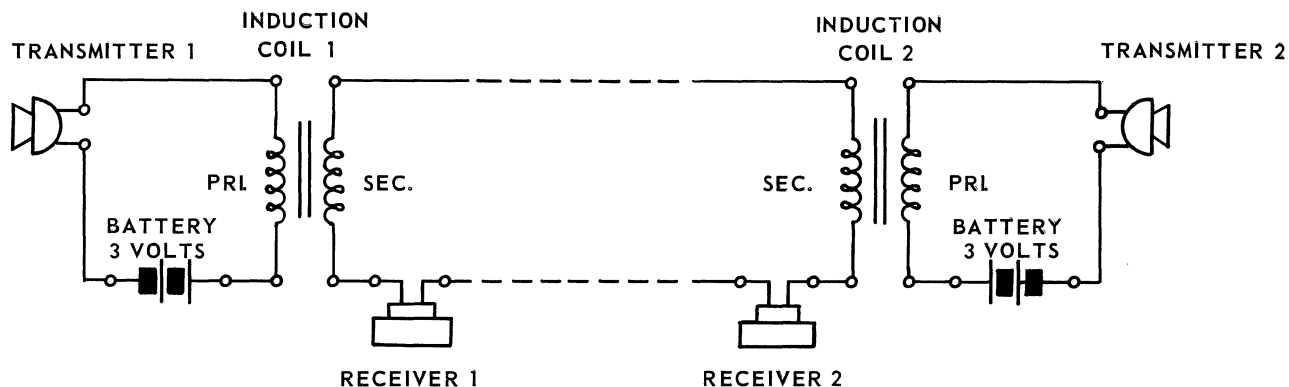 INDUCTION
COIL 1
TRANSMITTER 1
INDUCTION
COIL 2
TRANSMITTER 2
PRI.
SEC.
SEC.
PRI.
BATTERY
3 VOLTS
BATTERY
3 VOLTS
RECEIVER 1
RECEIVER 2